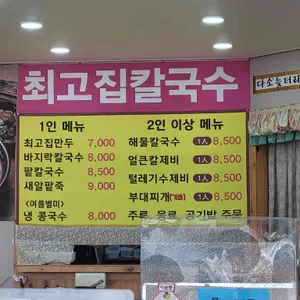 최고집칼국수
다소 늦더라
1인 메뉴
최고집만두 7,000
바지락칼국수 8,000
팥칼국수 8,500
새알팥죽 9,000
<여름별미>
냉 콩국수 8,000
2인 이상 메뉴
해물칼국수 1人 8,500
얼큰칼제비 1人 8,500
털레기수제비 1人 8,500
부대찌개 1人 8,500
주류 음료 공기밥 주문